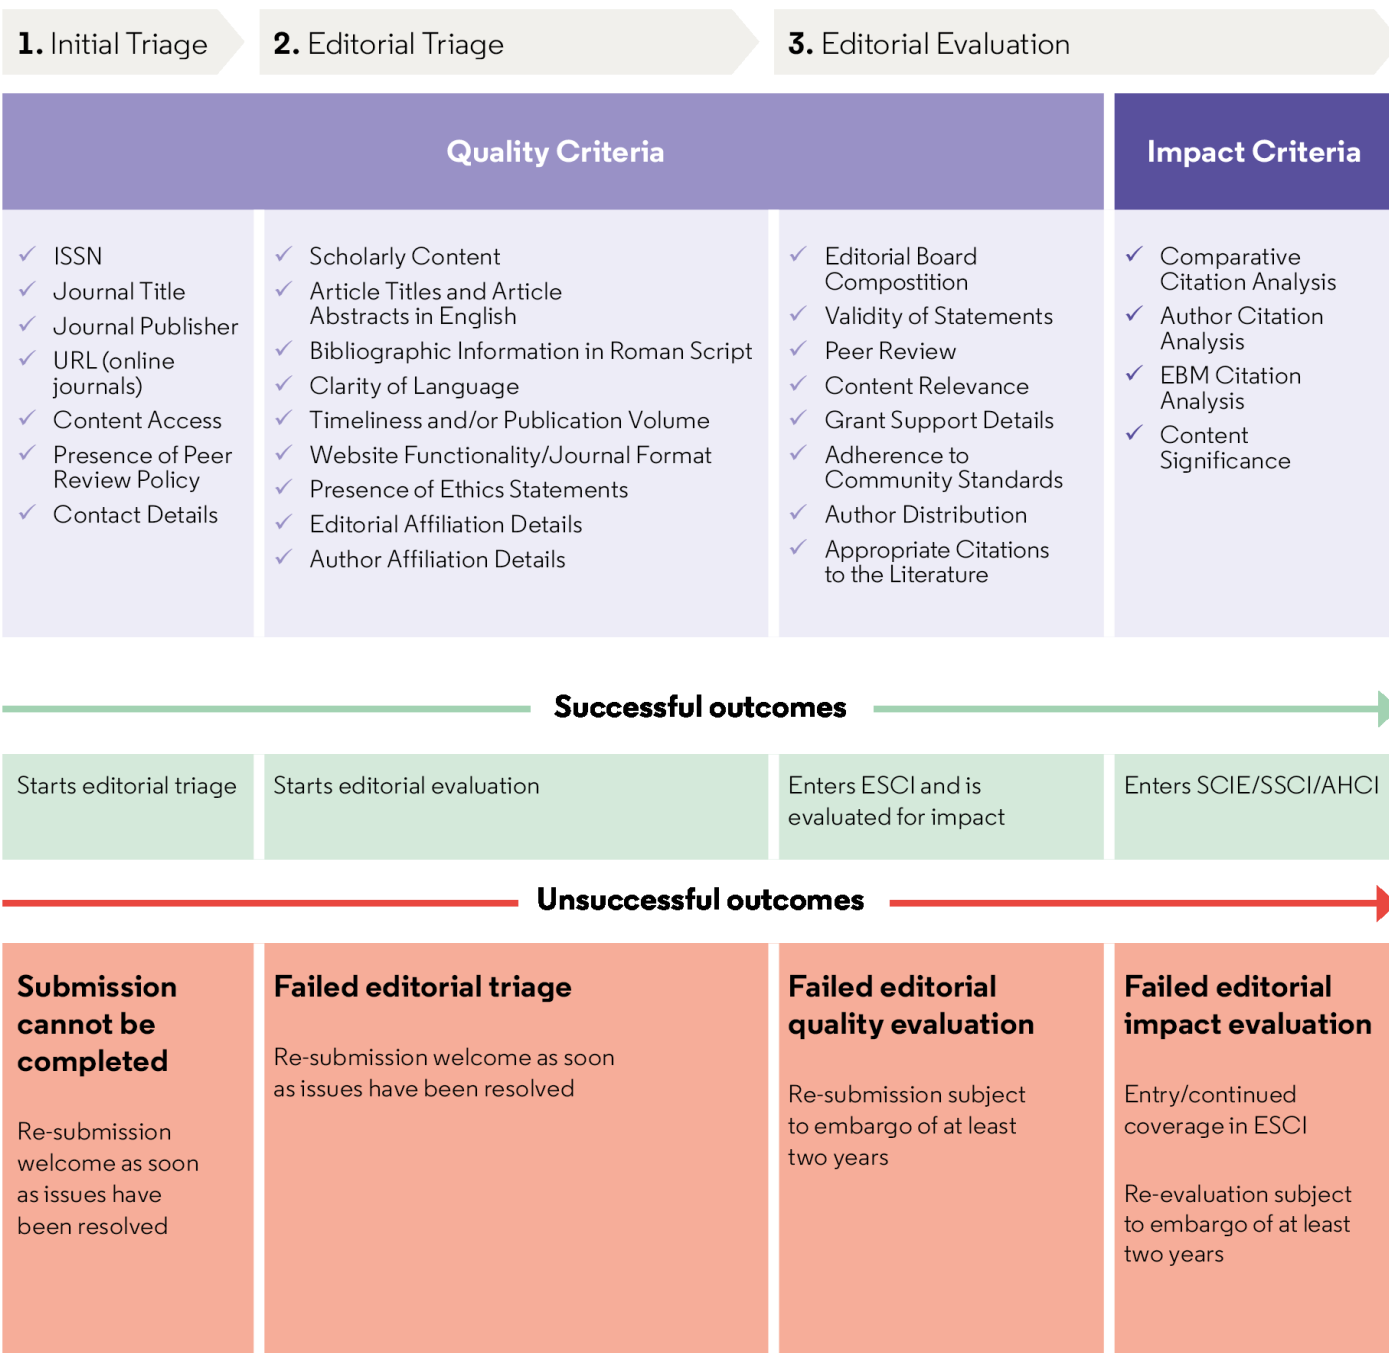 1. Initial Triage
2. Editorial Triage
3. Editorial Evaluation
Quality Criteria
Impact Criteria
ISSN
Journal Title
Journal Publisher
URL (online
journals)
Content Access
Presence of Peer
Review Policy
Contact Details
Scholarly Content
Article Titles and Article
Abstracts in English
Bibliographic Information in Roman Script
Clarity of Language
Timeliness and/or Publication Volume
Website Functionality/Journal Format
Presence of Ethics Statements
Editorial Affiliation Details
Author Affiliation Details
Editorial Board
Compostition
Validity of Statements
Peer Review
Content Relevance
Grant Support Details
Adherence to
Community Standards
Author Distribution
Appropriate Citations
to the Literature
Comparative
Citation Analysis
Author Citation
Analysis
EBM Citation
Analysis
Content
Significance
Successful outcomes
Starts editorial triage
Starts editorial evaluation
Enters ESCI and is
evaluated for impact
Enters SCIE/SSCI/AHCI
Unsuccessful outcomes
Submission
cannot be
completed
Re-submission
welcome as soon
as issues have
been resolved
Failed editorial triage
Re-submission welcome as soon
as issues have been resolved
Failed editorial
quality evaluation
Re-submission subject
to embargo of at least
two years
Failed editorial
impact evaluation
Entry/continued
coverage in ESCI
Re-evaluation subject
to embargo of at least
two years